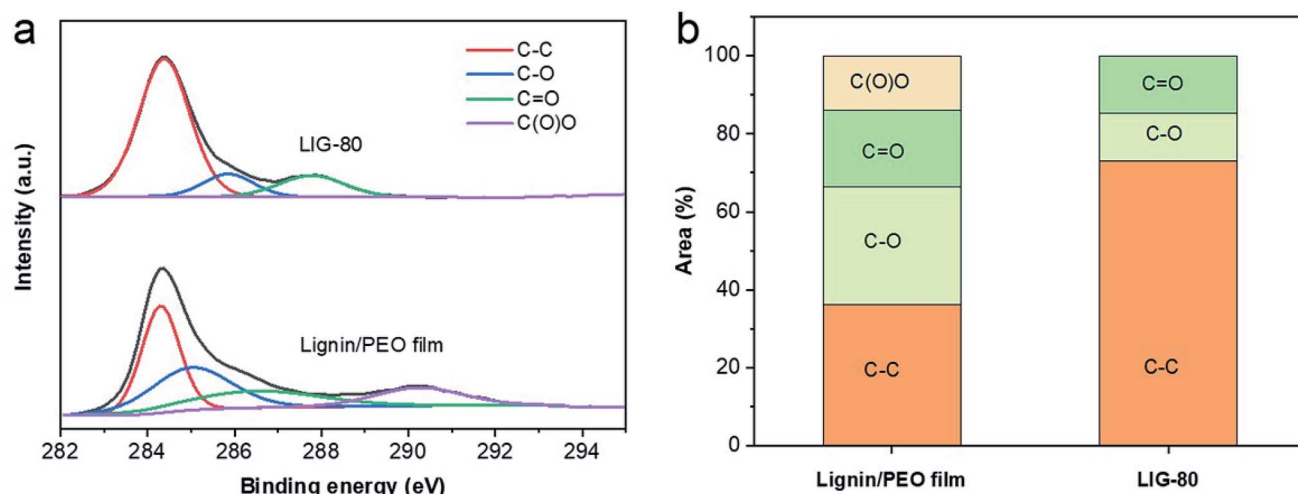 a
C-C
C-O
C=O
C(O)O
LIG-80
Lignin/PEO film
Intensity (a.u.)
282 284 286 288 290 292 294
Binding energy (eV)
b
100
80
60
40
20
0
Area (%)
C(O)O
C=O
C-O
C-C
C=O
C-O
C-C
Lignin/PEO film LIG-80